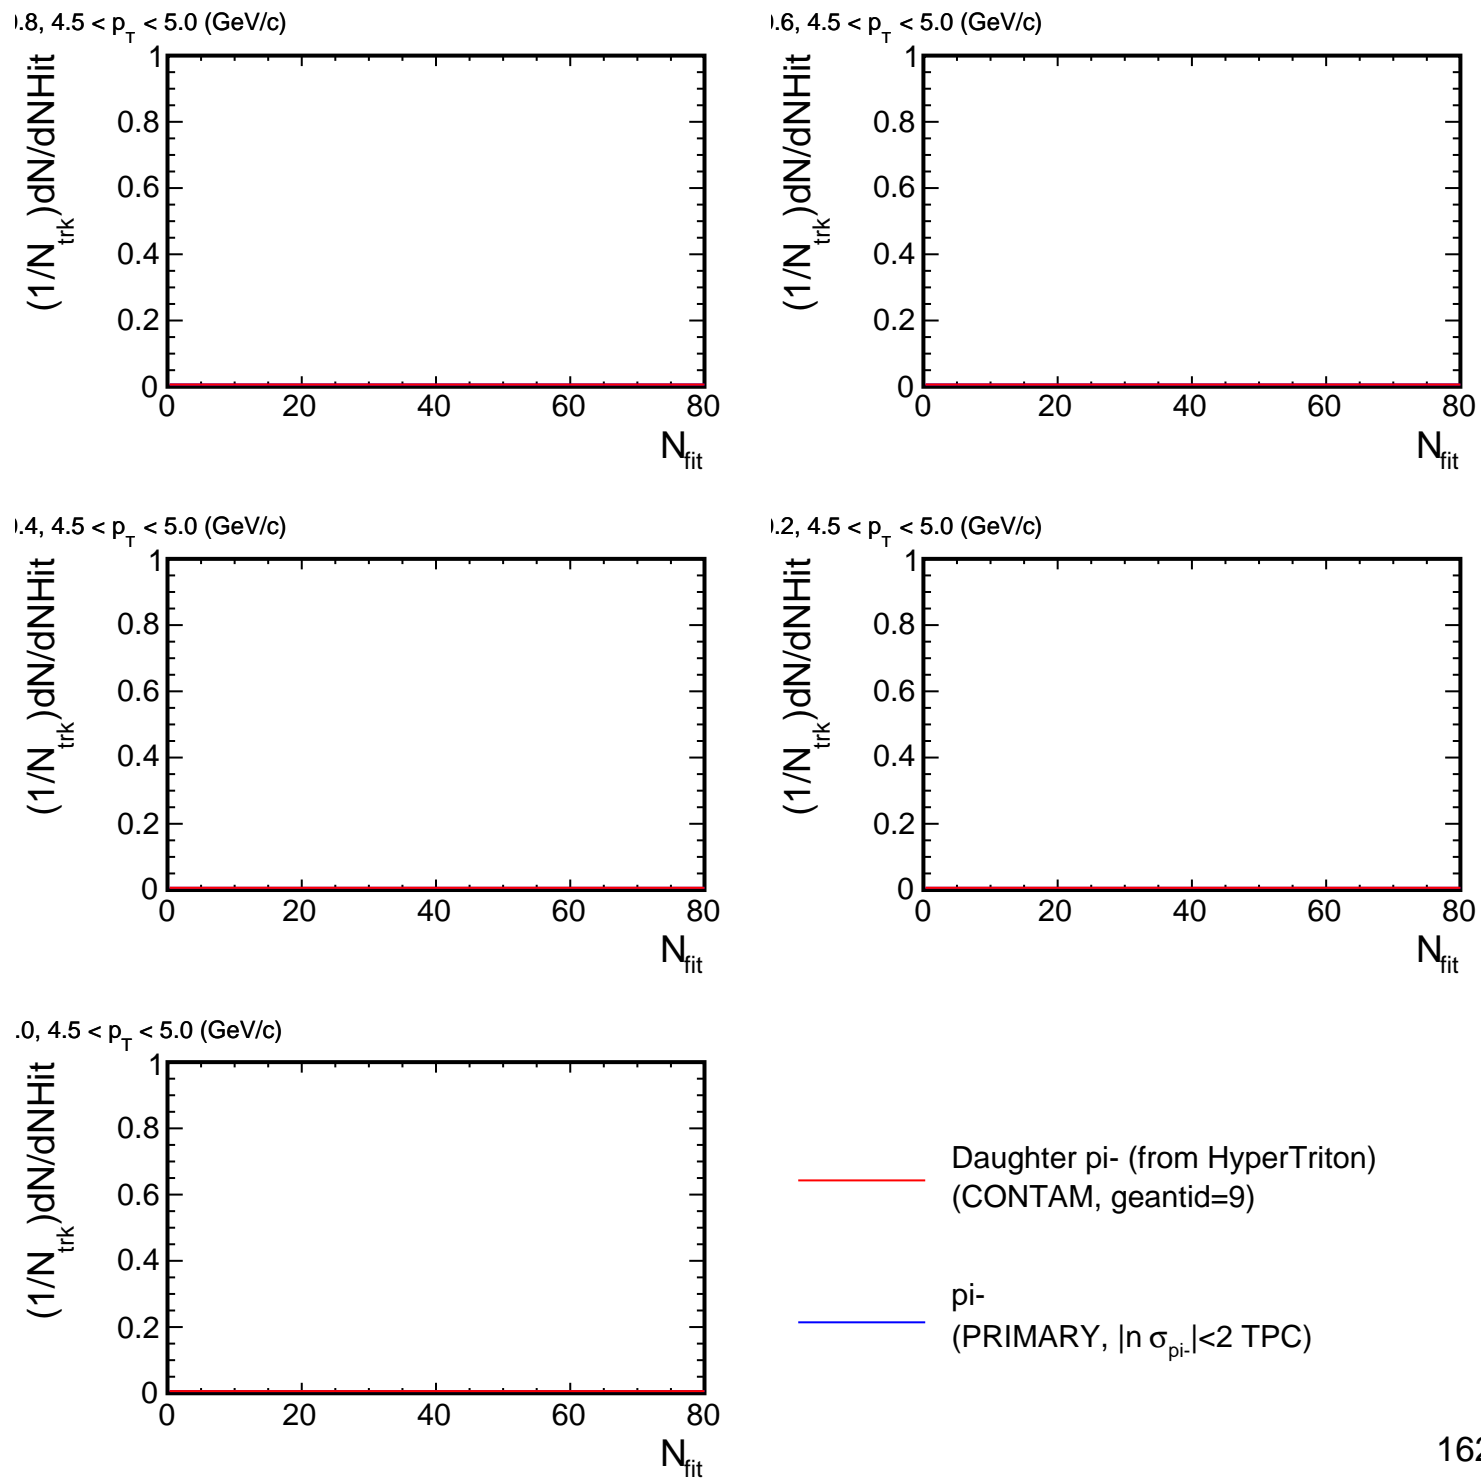 .8, 4.5 < p_T < 5.0 (GeV/c)
(1/N_trk)dN/dNHit
1
0.8
0.6
0.4
0.2
0
0 20 40 60 80
N_fit
.6, 4.5 < p_T < 5.0 (GeV/c)
(1/N_trk)dN/dNHit
1
0.8
0.6
0.4
0.2
0
0 20 40 60 80
N_fit
.4, 4.5 < p_T < 5.0 (GeV/c)
(1/N_trk)dN/dNHit
1
0.8
0.6
0.4
0.2
0
0 20 40 60 80
N_fit
.2, 4.5 < p_T < 5.0 (GeV/c)
(1/N_trk)dN/dNHit
1
0.8
0.6
0.4
0.2
0
0 20 40 60 80
N_fit
.0, 4.5 < p_T < 5.0 (GeV/c)
(1/N_trk)dN/dNHit
1
0.8
0.6
0.4
0.2
0
0 20 40 60 80
N_fit
Daughter pi- (from HyperTriton)
(CONTAM, geantid=9)
pi-
(PRIMARY, |n σ_pi-|<2 TPC)
162